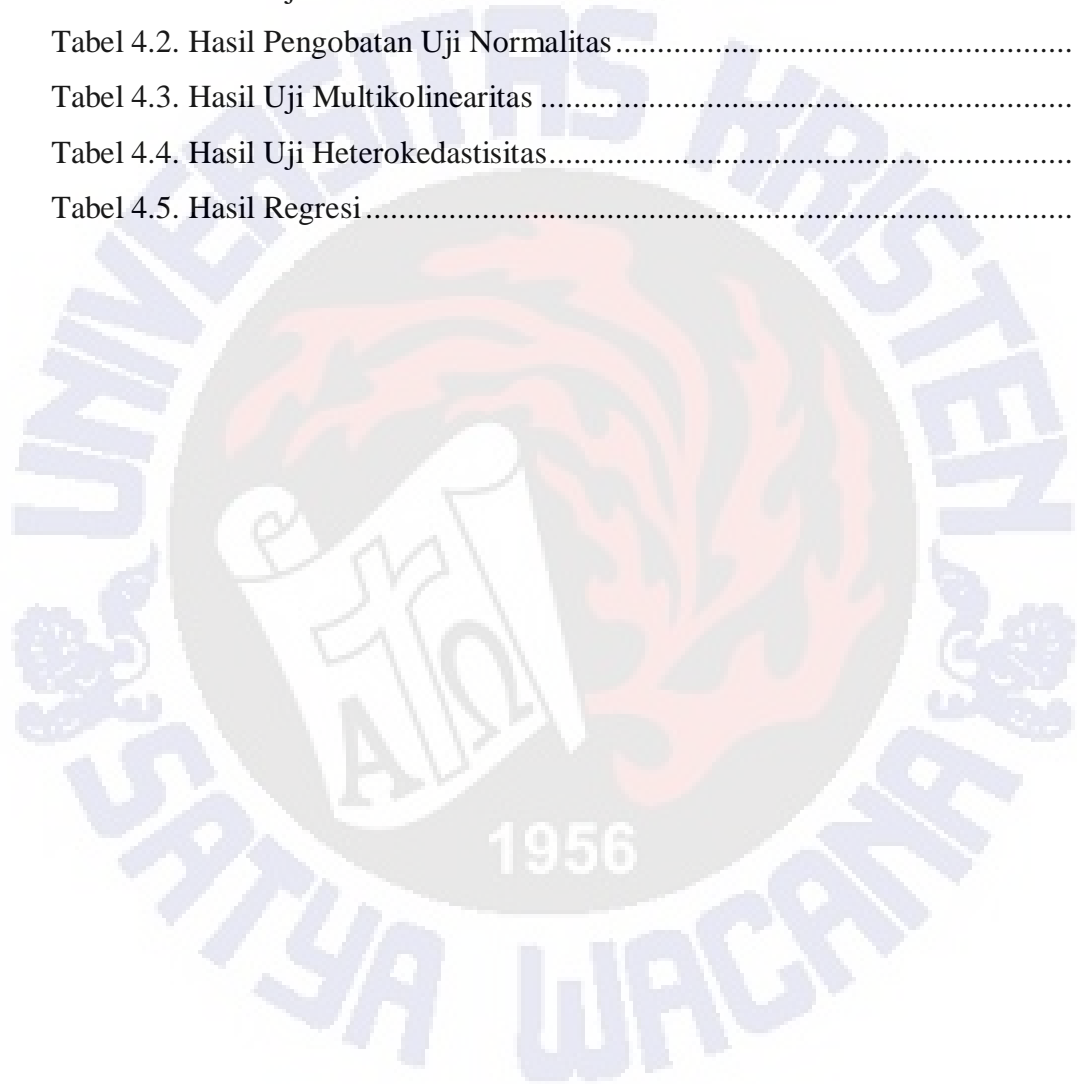 Tabel 4.2. Hasil Pengobatan Uji Normalitas ......................................................
Tabel 4.3. Hasil Uji Multikolinearitas ................................................................
Tabel 4.4. Hasil Uji Heterokedastisitas...............................................................
Tabel 4.5. Hasil Regresi.....................................................................................
UNIVERSITAS KRISTEN
ΑΩ
1956
SATYA WACANA